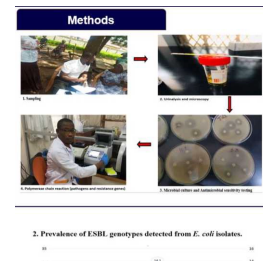 Methods
1. Sampling
2. Urinalysis and microscopy
4. Polymerase chain reaction (pathogens and resistance genes)
3. Microbial culture and Antimicrobial sensitivity testing
2. Prevalence of ESBL genotypes detected from E. coli isolates.